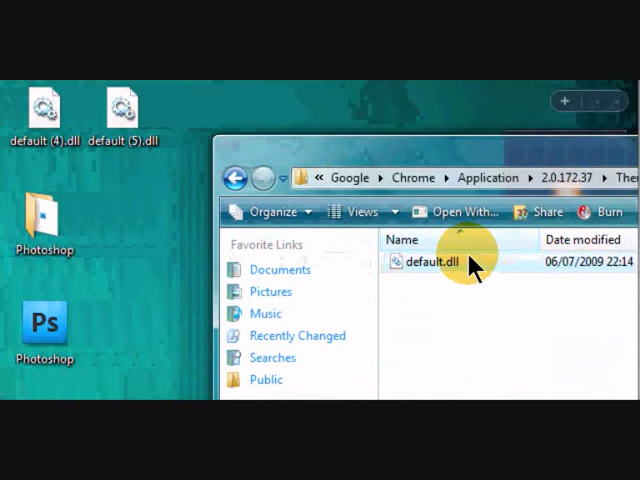 default (4).dll default (5).dll
Photoshop
Ps
Photoshop
« Google Chrome Application 2.0.172.37 Ther
Organize Views Open With... Share Burn
Favorite Links
Documents
Pictures
Music
Recently Changed
Searches
Public
Name Date modified
default.dll 06/07/2009 22:14